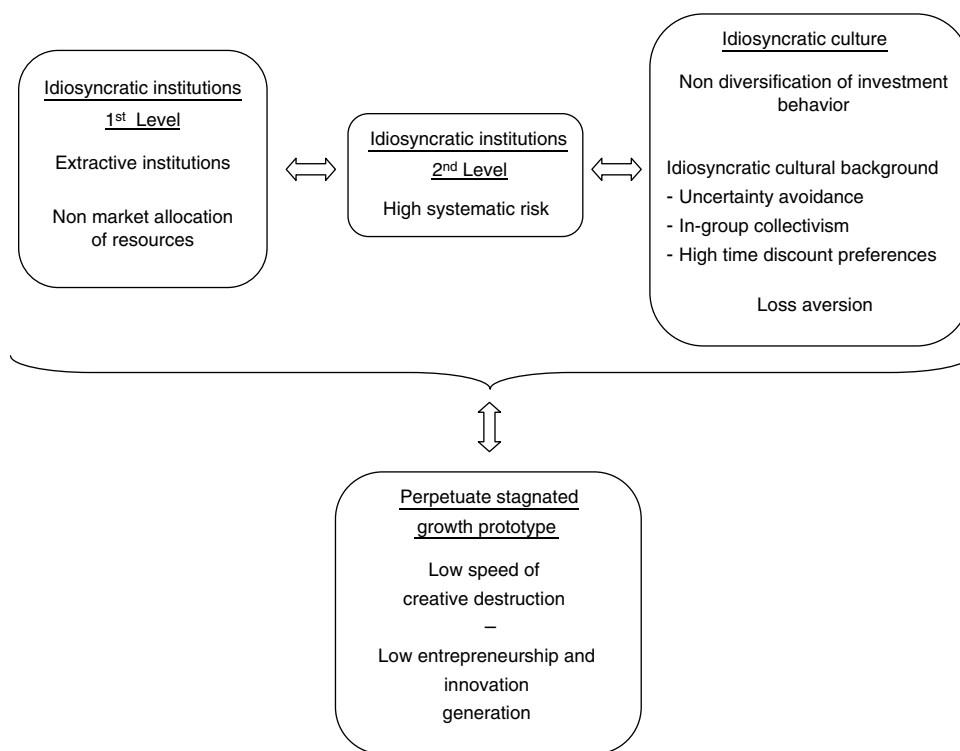 Idiosyncratic institutions
1st Level
Extractive institutions
Non market allocation
of resources
Idiosyncratic institutions
2nd Level
High systematic risk
Idiosyncratic culture
Non diversification of investment
behavior
Idiosyncratic cultural background
- Uncertainty avoidance
- In-group collectivism
- High time discount preferences
Loss aversion
Perpetuate stagnated
growth prototype
Low speed of
creative destruction
–
Low entrepreneurship and
innovation
generation